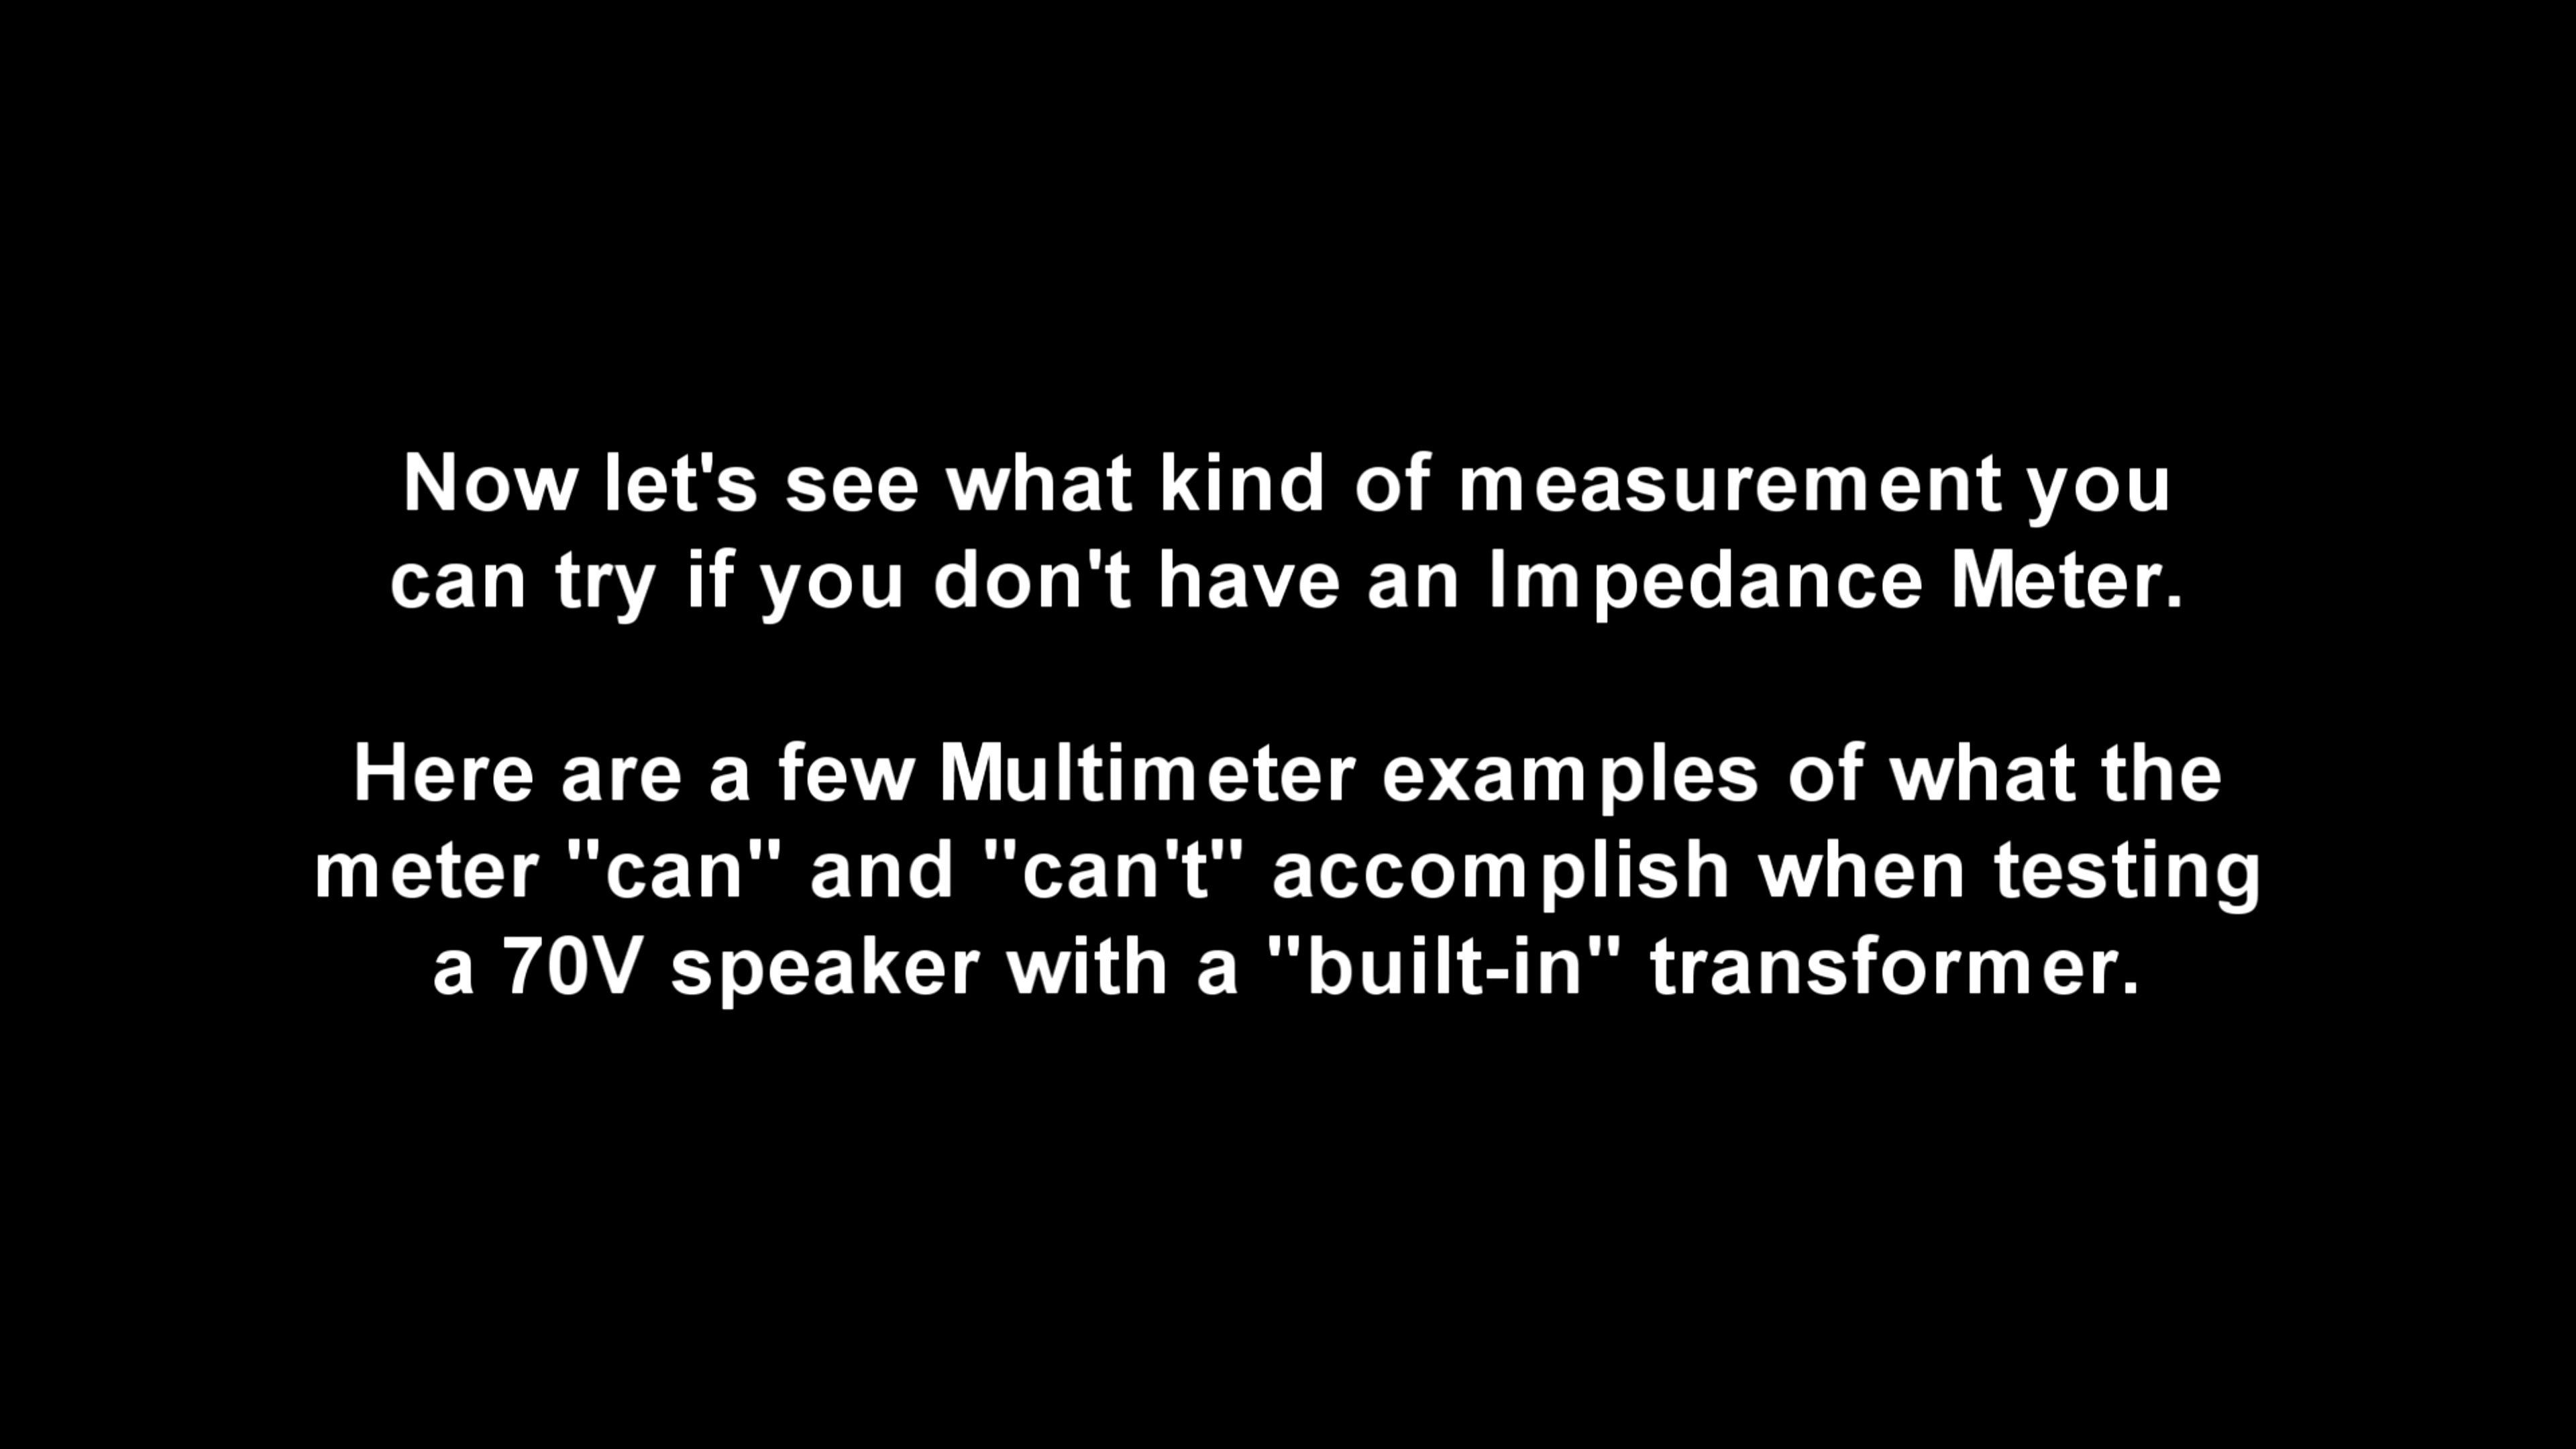 Now let's see what kind of measurement you
can try if you don't have an Impedance Meter.
Here are a few Multimeter examples of what the
meter "can" and "can't" accomplish when testing
a 70V speaker with a "built-in" transformer.